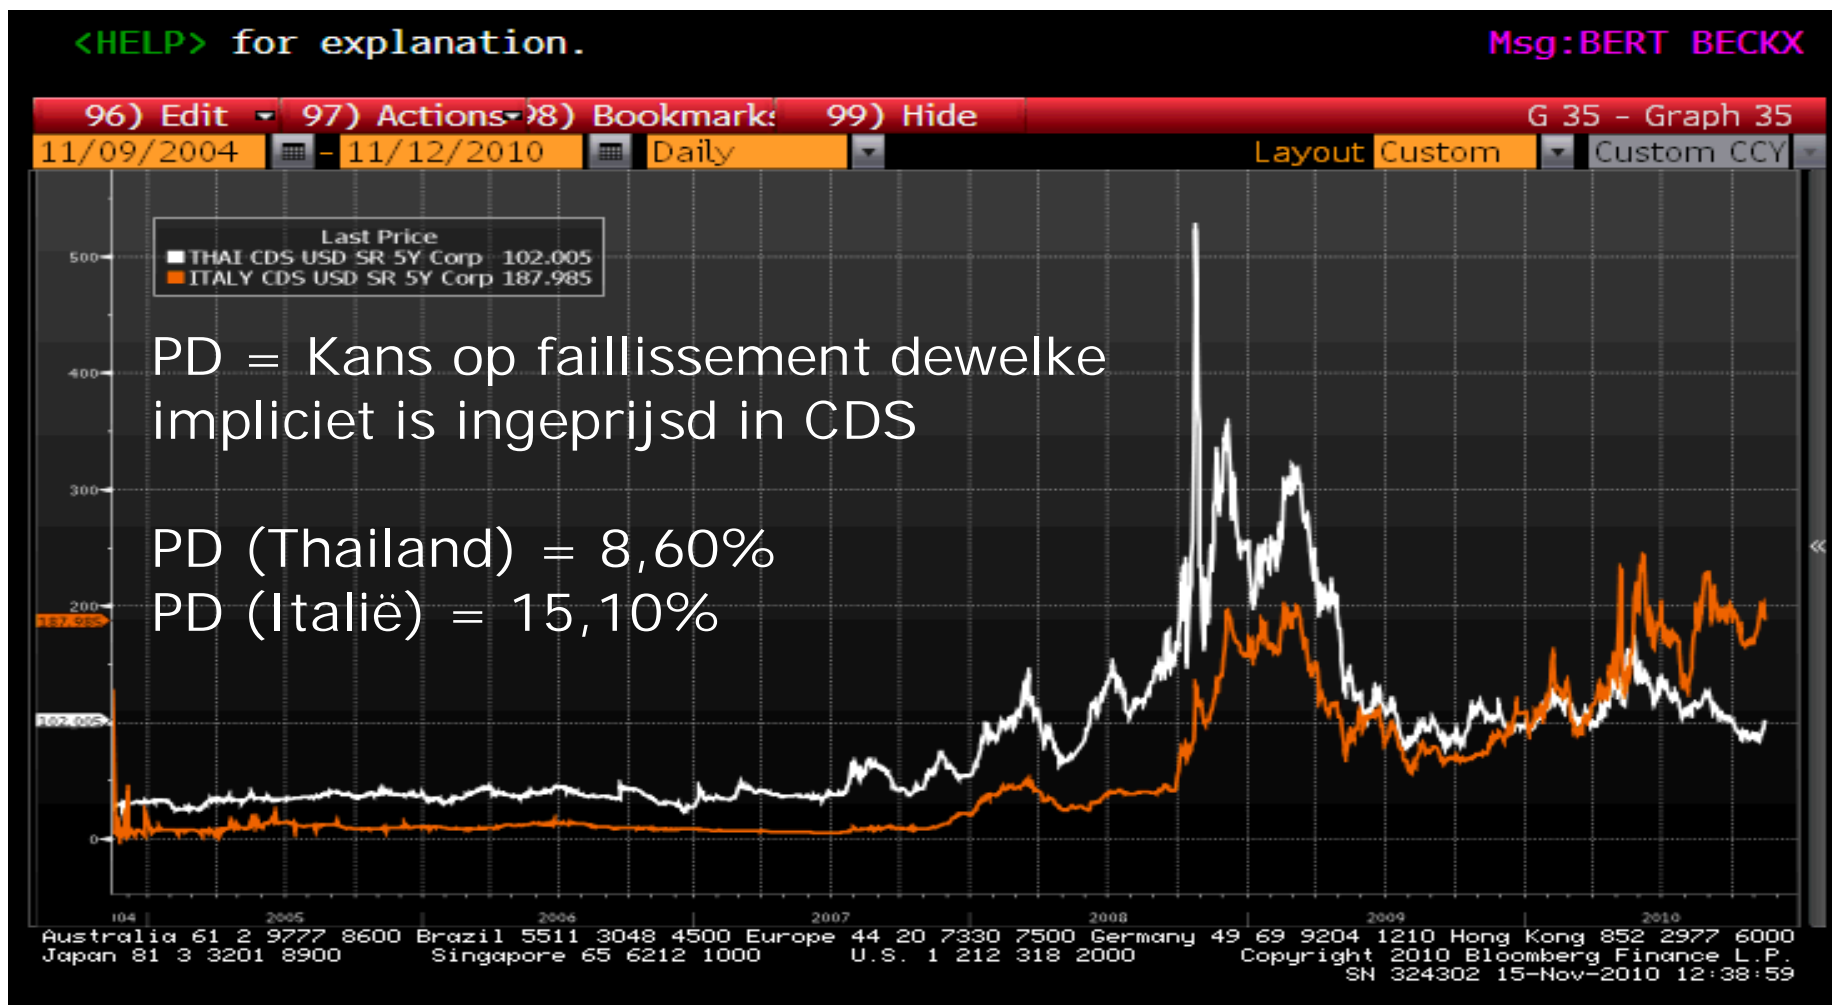 <HELP> for explanation.
Msg:BERT BECKX
96) Edit 97) Actions 98) Bookmarks 99) Hide G 35 - Graph 35
11/09/2004 - 11/12/2010 Daily Layout Custom Custom CCY
Last Price
THAI CDS USD SR 5Y Corp 102.005
ITALY CDS USD SR 5Y Corp 187.985
PD = Kans op faillissement dewelke
impliciet is ingeprijsd in CDS
PD (Thailand) = 8,60%
PD (Italië) = 15,10%
500
400
300
200
187.985
102.005
0
04 2005 2006 2007 2008 2009 2010
Australia 61 2 9777 8600 Brazil 5511 3048 4500 Europe 44 20 7330 7500 Germany 49 69 9204 1210 Hong Kong 852 2977 6000
Japan 81 3 3201 8900 Singapore 65 6212 1000 U.S. 1 212 318 2000 Copyright 2010 Bloomberg Finance L.P.
SN 324302 15-Nov-2010 12:38:59